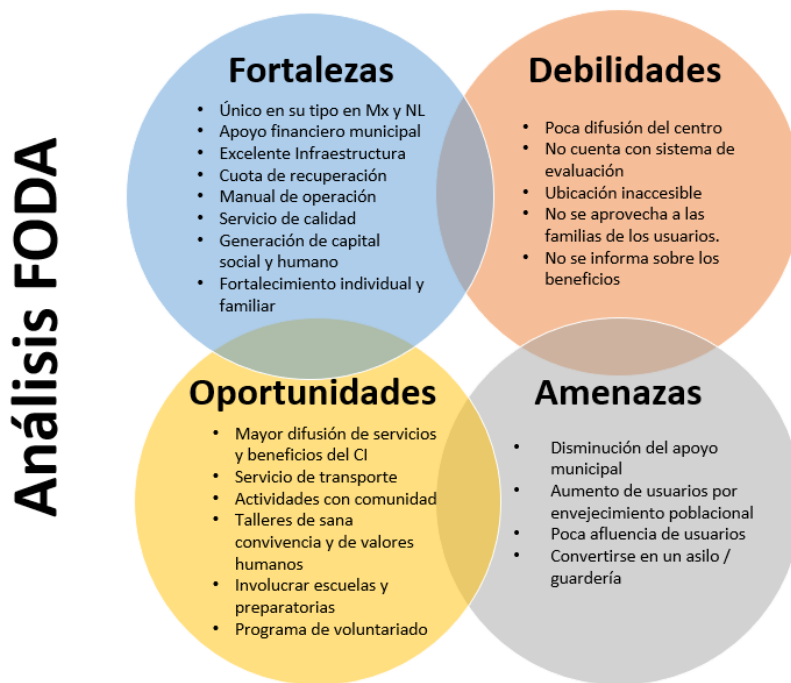 Análisis FODA
Fortalezas
• Único en su tipo en Mx y NL
• Apoyo financiero municipal
• Excelente Infraestructura
• Cuota de recuperación
• Manual de operación
• Servicio de calidad
• Generación de capital
social y humano
• Fortalecimiento individual y
familiar
Debilidades
• Poca difusión del centro
• No cuenta con sistema de
evaluación
• Ubicación inaccesible
• No se aprovecha a las
familias de los usuarios.
• No se informa sobre los
beneficios
Oportunidades
• Mayor difusión de servicios
y beneficios del CI
• Servicio de transporte
• Actividades con comunidad
• Talleres de sana
convivencia y de valores
humanos
• Involucrar escuelas y
preparatorias
• Programa de voluntariado
Amenazas
• Disminución del apoyo
municipal
• Aumento de usuarios por
envejecimiento poblacional
• Poca afluencia de usuarios
• Convertirse en un asilo /
guardería